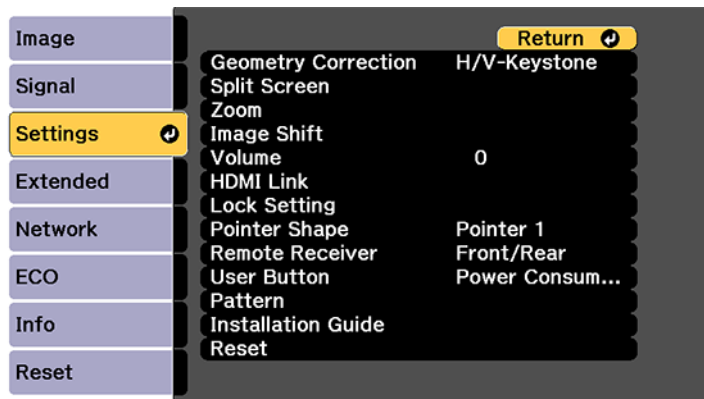 Image
Signal
Settings
Extended
Network
ECO
Info
Reset
Return
Geometry Correction H/V-Keystone
Split Screen
Zoom
Image Shift
Volume 0
HDMI Link
Lock Setting
Pointer Shape Pointer 1
Remote Receiver Front/Rear
User Button Power Consum...
Pattern
Installation Guide
Reset